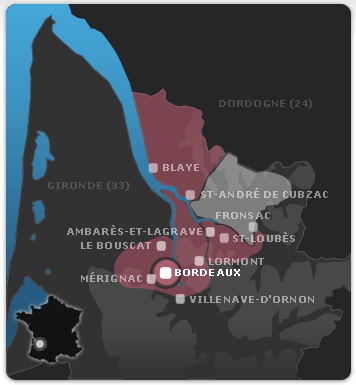 DORDOGNE (24)
BLAYE
GIRONDE (33)
ST-ANDRÉ DE CUBZAC
FRONSAC
AMBARÈS-ET-LAGRAVE
ST-LOUBÈS
LE BOUSCAT
LORMONT
BORDEAUX
MÉRIGNAC
VILLENAVE-D'ORNON